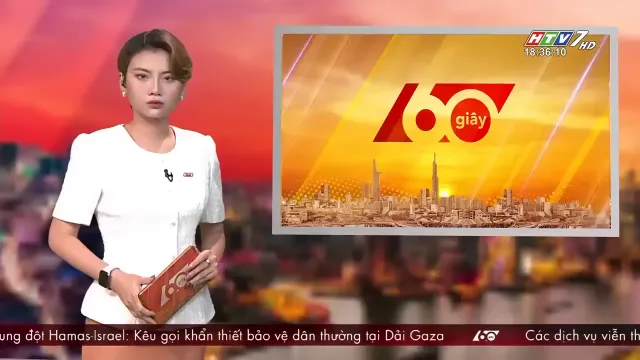 HTV7 HD
18:36:10
60 giây
ung đột Hamas-Israel: Kêu gọi khẩn thiết bảo vệ dân thường tại Dải Gaza 60 Các dịch vụ viễn th
60